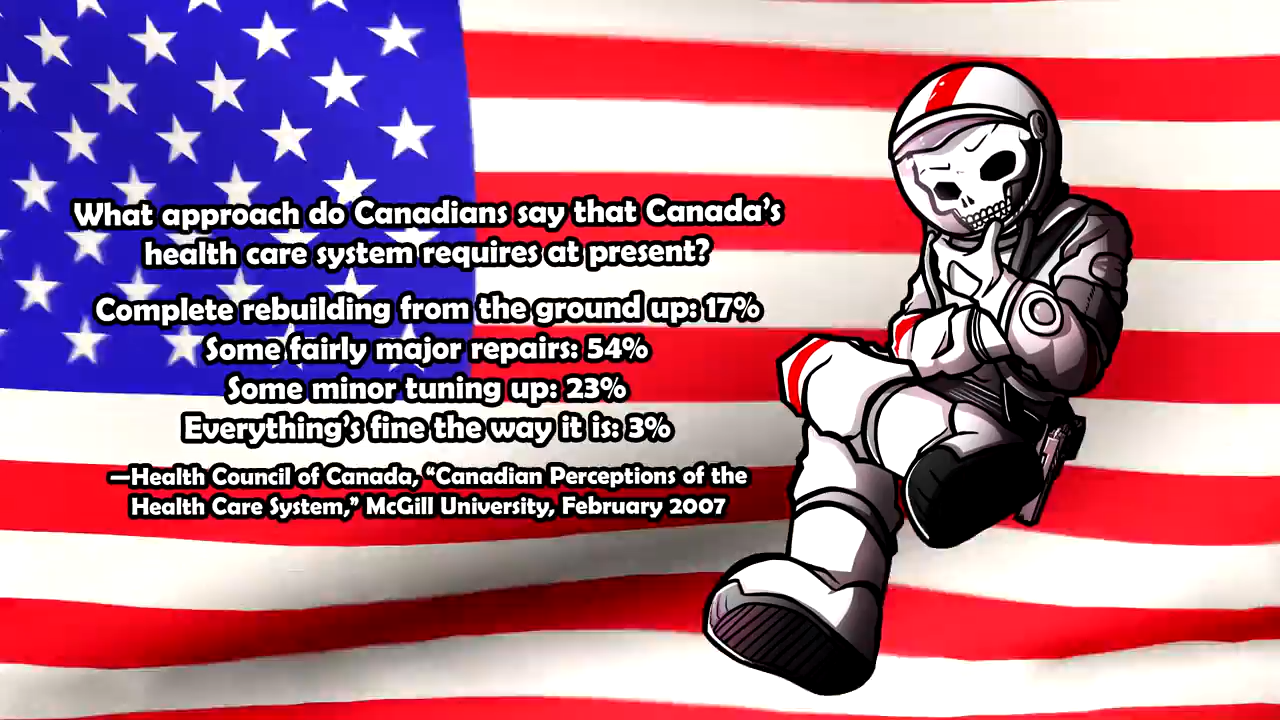 What approach do Canadians say that Canada's
health care system requires at present?
Complete rebuilding from the ground up: 17%
Some fairly major repairs: 54%
Some minor tuning up: 23%
Everything's fine the way it is: 3%
—Health Council of Canada, “Canadian Perceptions of the
Health Care System,” McGill University, February 2007